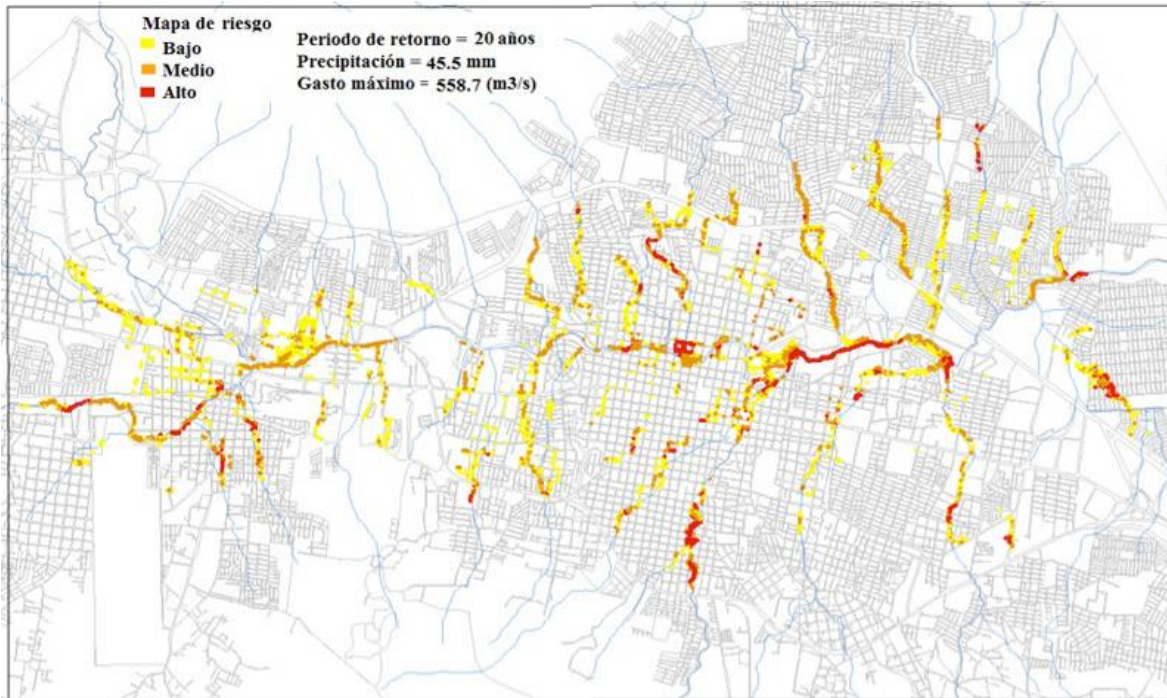 Mapa de riesgo
Bajo
Medio
Alto
Periodo de retorno = 20 años
Precipitación = 45.5 mm
Gasto máximo = 558.7 (m3/s)